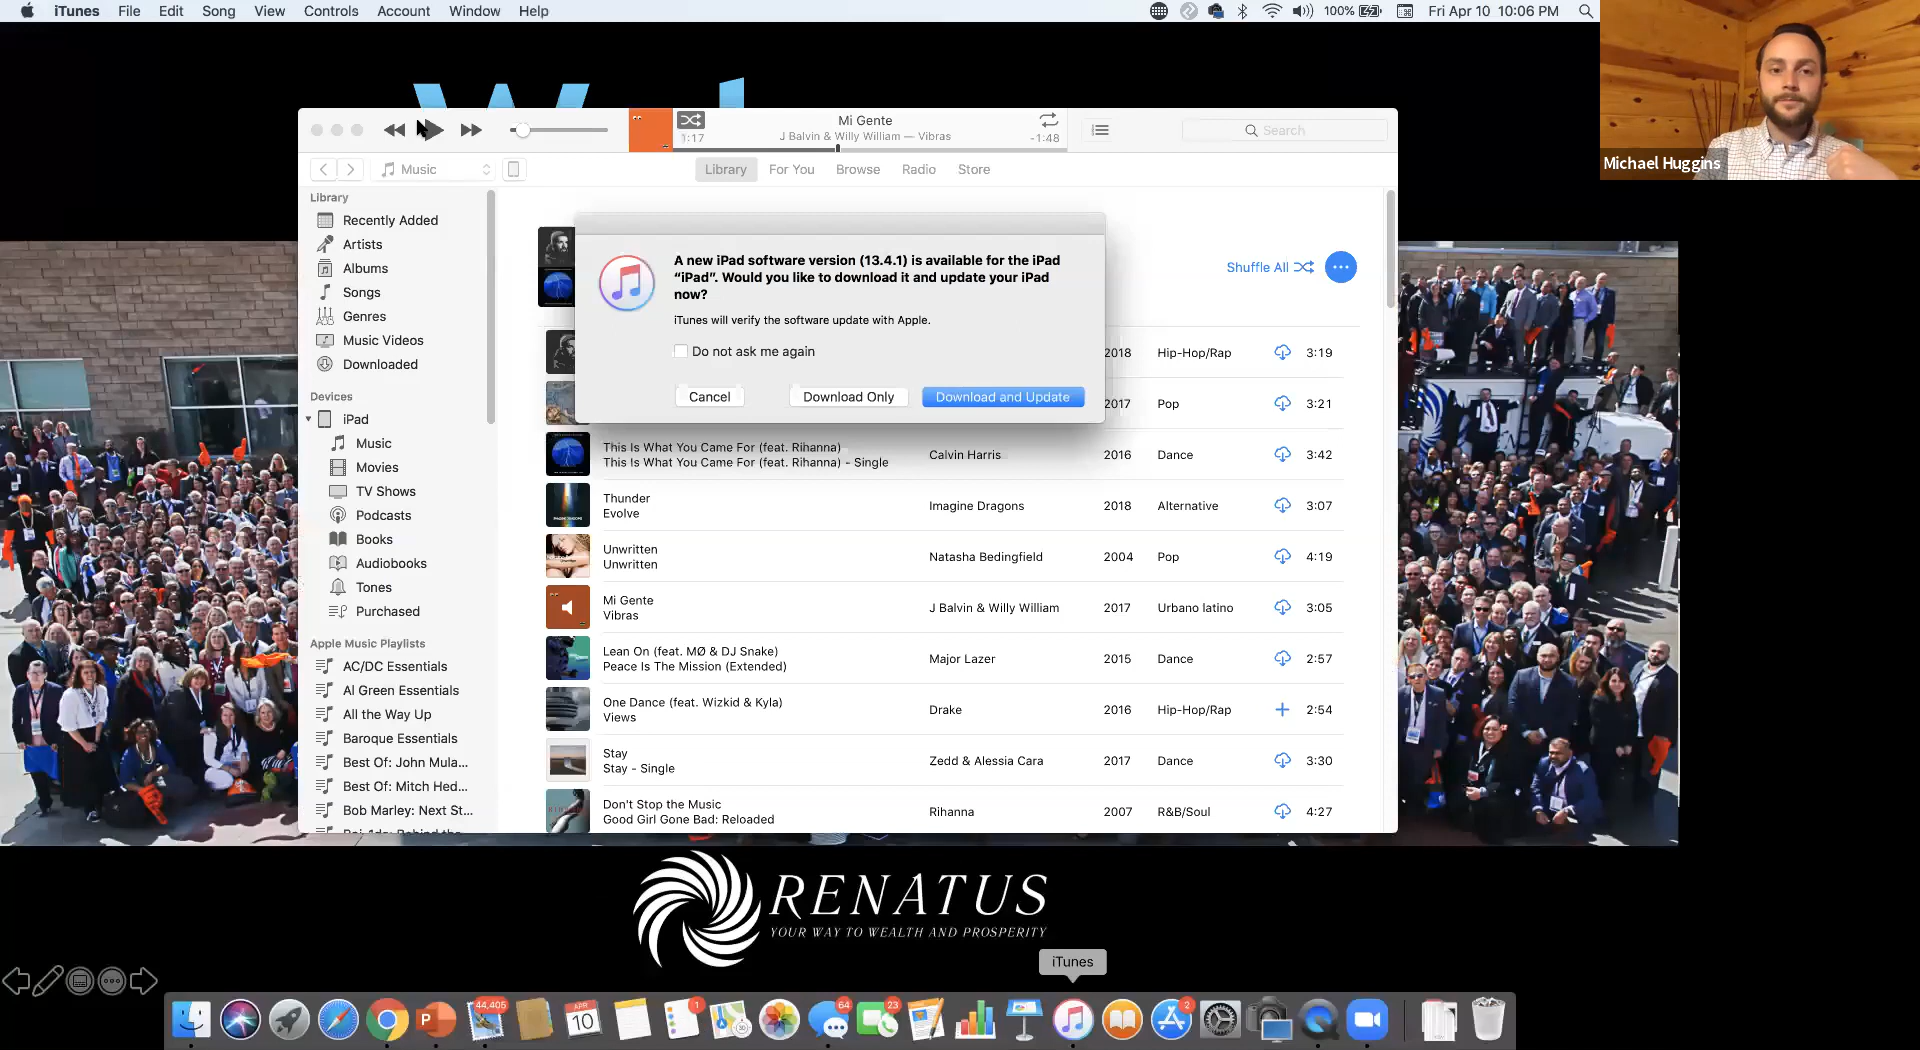 iTunes File Edit Song View Controls Account Window Help
100% Fri Apr 10 10:06 PM
Michael Huggins
Mi Gente
1:17 J Balvin & Willy William — Vibras -1:48
Search
Music
Library For You Browse Radio Store
Library
Recently Added
Artists
Albums
Songs
Genres
Music Videos
Downloaded
Devices
iPad
Music
Movies
TV Shows
Podcasts
Books
Audiobooks
Tones
Purchased
Apple Music Playlists
AC/DC Essentials
Al Green Essentials
All the Way Up
Baroque Essentials
Best Of: John Mula...
Best Of: Mitch Hed...
Bob Marley: Next St...
A new iPad software version (13.4.1) is available for the iPad
“iPad”. Would you like to download it and update your iPad
now?
iTunes will verify the software update with Apple.
Do not ask me again
Cancel Download Only Download and Update
Shuffle All
2018 Hip-Hop/Rap 3:19
2017 Pop 3:21
This Is What You Came For (feat. Rihanna)
This Is What You Came For (feat. Rihanna) - Single
Calvin Harris 2016 Dance 3:42
Thunder
Evolve
Imagine Dragons 2018 Alternative 3:07
Unwritten
Unwritten
Natasha Bedingfield 2004 Pop 4:19
Mi Gente
Vibras
J Balvin & Willy William 2017 Urbano latino 3:05
Lean On (feat. MØ & DJ Snake)
Peace Is The Mission (Extended)
Major Lazer 2015 Dance 2:57
One Dance (feat. Wizkid & Kyla)
Views
Drake 2016 Hip-Hop/Rap 2:54
Stay
Stay - Single
Zedd & Alessia Cara 2017 Dance 3:30
Don't Stop the Music
Good Girl Gone Bad: Reloaded
Rihanna 2007 R&B/Soul 4:27
RENATUS
YOUR WAY TO WEALTH AND PROSPERITY
iTunes
44,405
APR
10
1
64
23
2
P